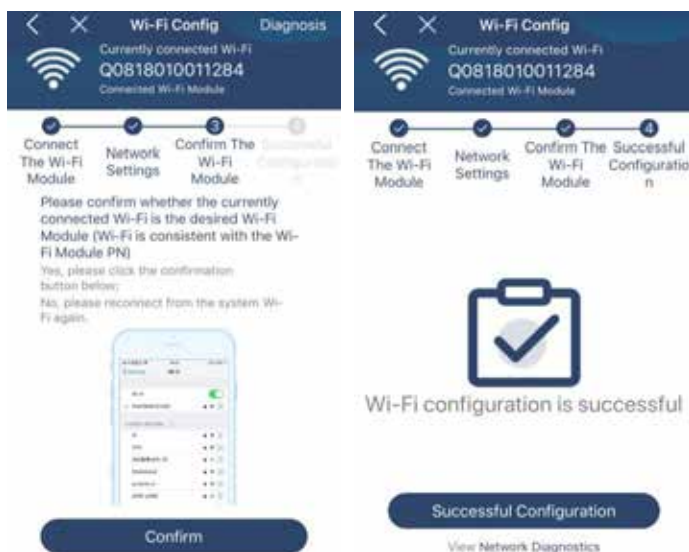 Wi-Fi Config
Diagnosis
Currently connected Wi-Fi
Q0818010011284
Connected Wi-Fi Module
3
Connect
The Wi-Fi
Module
Network
Settings
Confirm The
Wi-Fi
Module
Please confirm whether the currently
connected Wi-Fi is the desired Wi-Fi
Module (Wi-Fi is consistent with the Wi-
Fi Module PN)
Yes, please click the confirmation
button below;
No, please reconnect from the system Wi-
Fi again.
Confirm
Wi-Fi Config
Currently connected Wi-Fi
Q0818010011284
Connected Wi-Fi Module
4
Connect
The Wi-Fi
Module
Network
Settings
Confirm The
Wi-Fi
Module
Successful
Configuratio
n
Wi-Fi configuration is successful
Successful Configuration
View Network Diagnostics